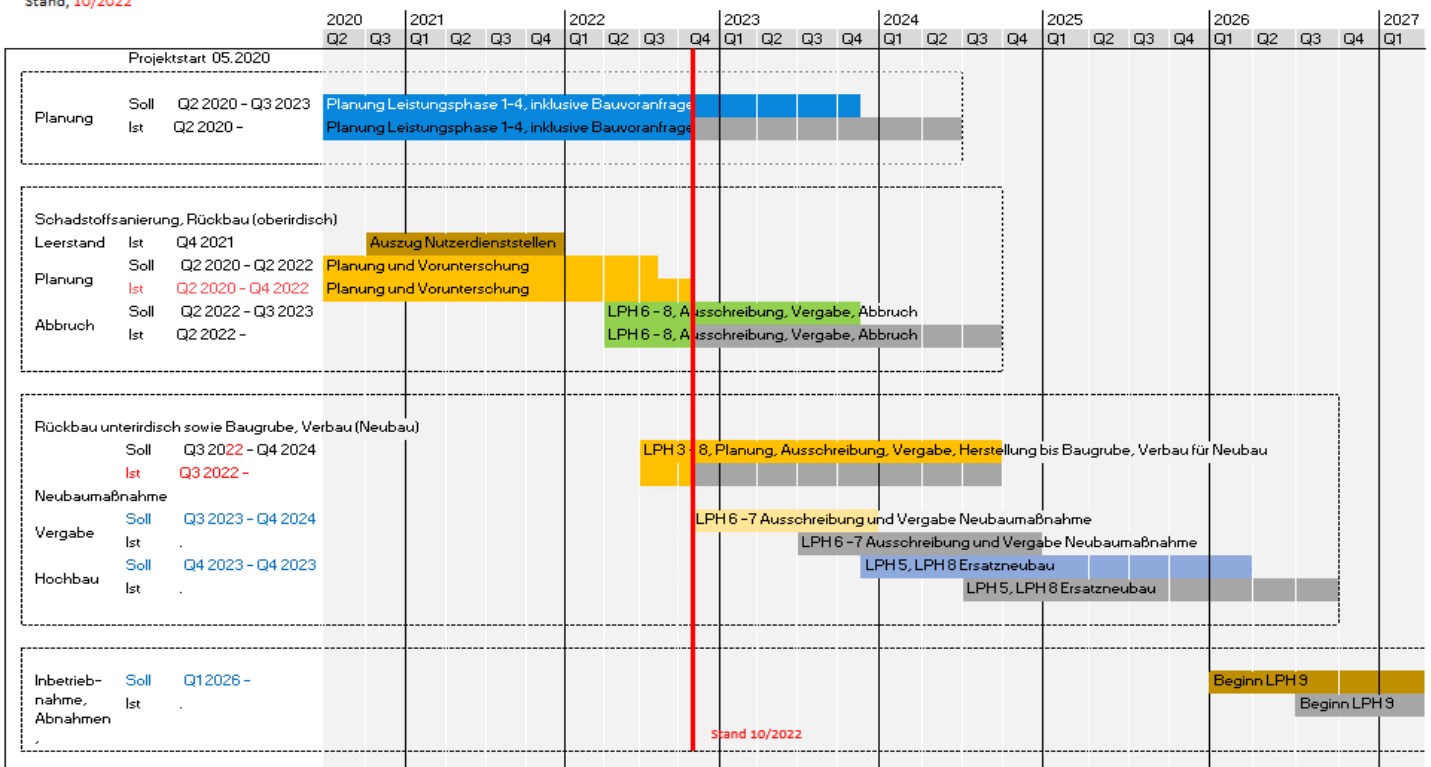 Stand, 10/2022
2020 2021 2022 2023 2024 2025 2026 2027
Q2 Q3 Q1 Q2 Q3 Q4 Q1 Q2 Q3 Q4 Q1 Q2 Q3 Q4 Q1 Q2 Q3 Q4 Q1 Q2 Q3 Q4 Q1 Q2 Q3 Q4 Q1
Projektstart 05.2020
Planung
Soll Q2 2020 - Q3 2023 Planung Leistungsphase 1-4, inklusive Bauvoranfrage
Ist Q2 2020 - Planung Leistungsphase 1-4, inklusive Bauvoranfrage
Schadstoffsanierung, Rückbau (oberirdisch)
Leerstand Ist Q4 2021 Auszug Nutzerdienststellen
Planung
Soll Q2 2020 - Q2 2022 Planung und Vorunterschung
Ist Q2 2020 - Q4 2022 Planung und Vorunterschung
Abbruch
Soll Q2 2022 - Q3 2023 LPH 6 - 8, Ausschreibung, Vergabe, Abbruch
Ist Q2 2022 - LPH 6 - 8, Ausschreibung, Vergabe, Abbruch
Rückbau unterirdisch sowie Baugrube, Verbau (Neubau)
Soll Q3 2022 - Q4 2024 LPH 3 - 8, Planung, Ausschreibung, Vergabe, Herstellung bis Baugrube, Verbau für Neubau
Ist Q3 2022 -
Neubaumaßnahme
Vergabe
Soll Q3 2023 - Q4 2024 LPH 6 -7 Ausschreibung und Vergabe Neubaumaßnahme
Ist . LPH 6 -7 Ausschreibung und Vergabe Neubaumaßnahme
Hochbau
Soll Q4 2023 - Q4 2023 LPH 5, LPH 8 Ersatzneubau
Ist . LPH 5, LPH 8 Ersatzneubau
Inbetrieb-
nahme,
Abnahmen
,
Soll Q1 2026 - Beginn LPH 9
Ist . Beginn LPH 9
Stand 10/2022